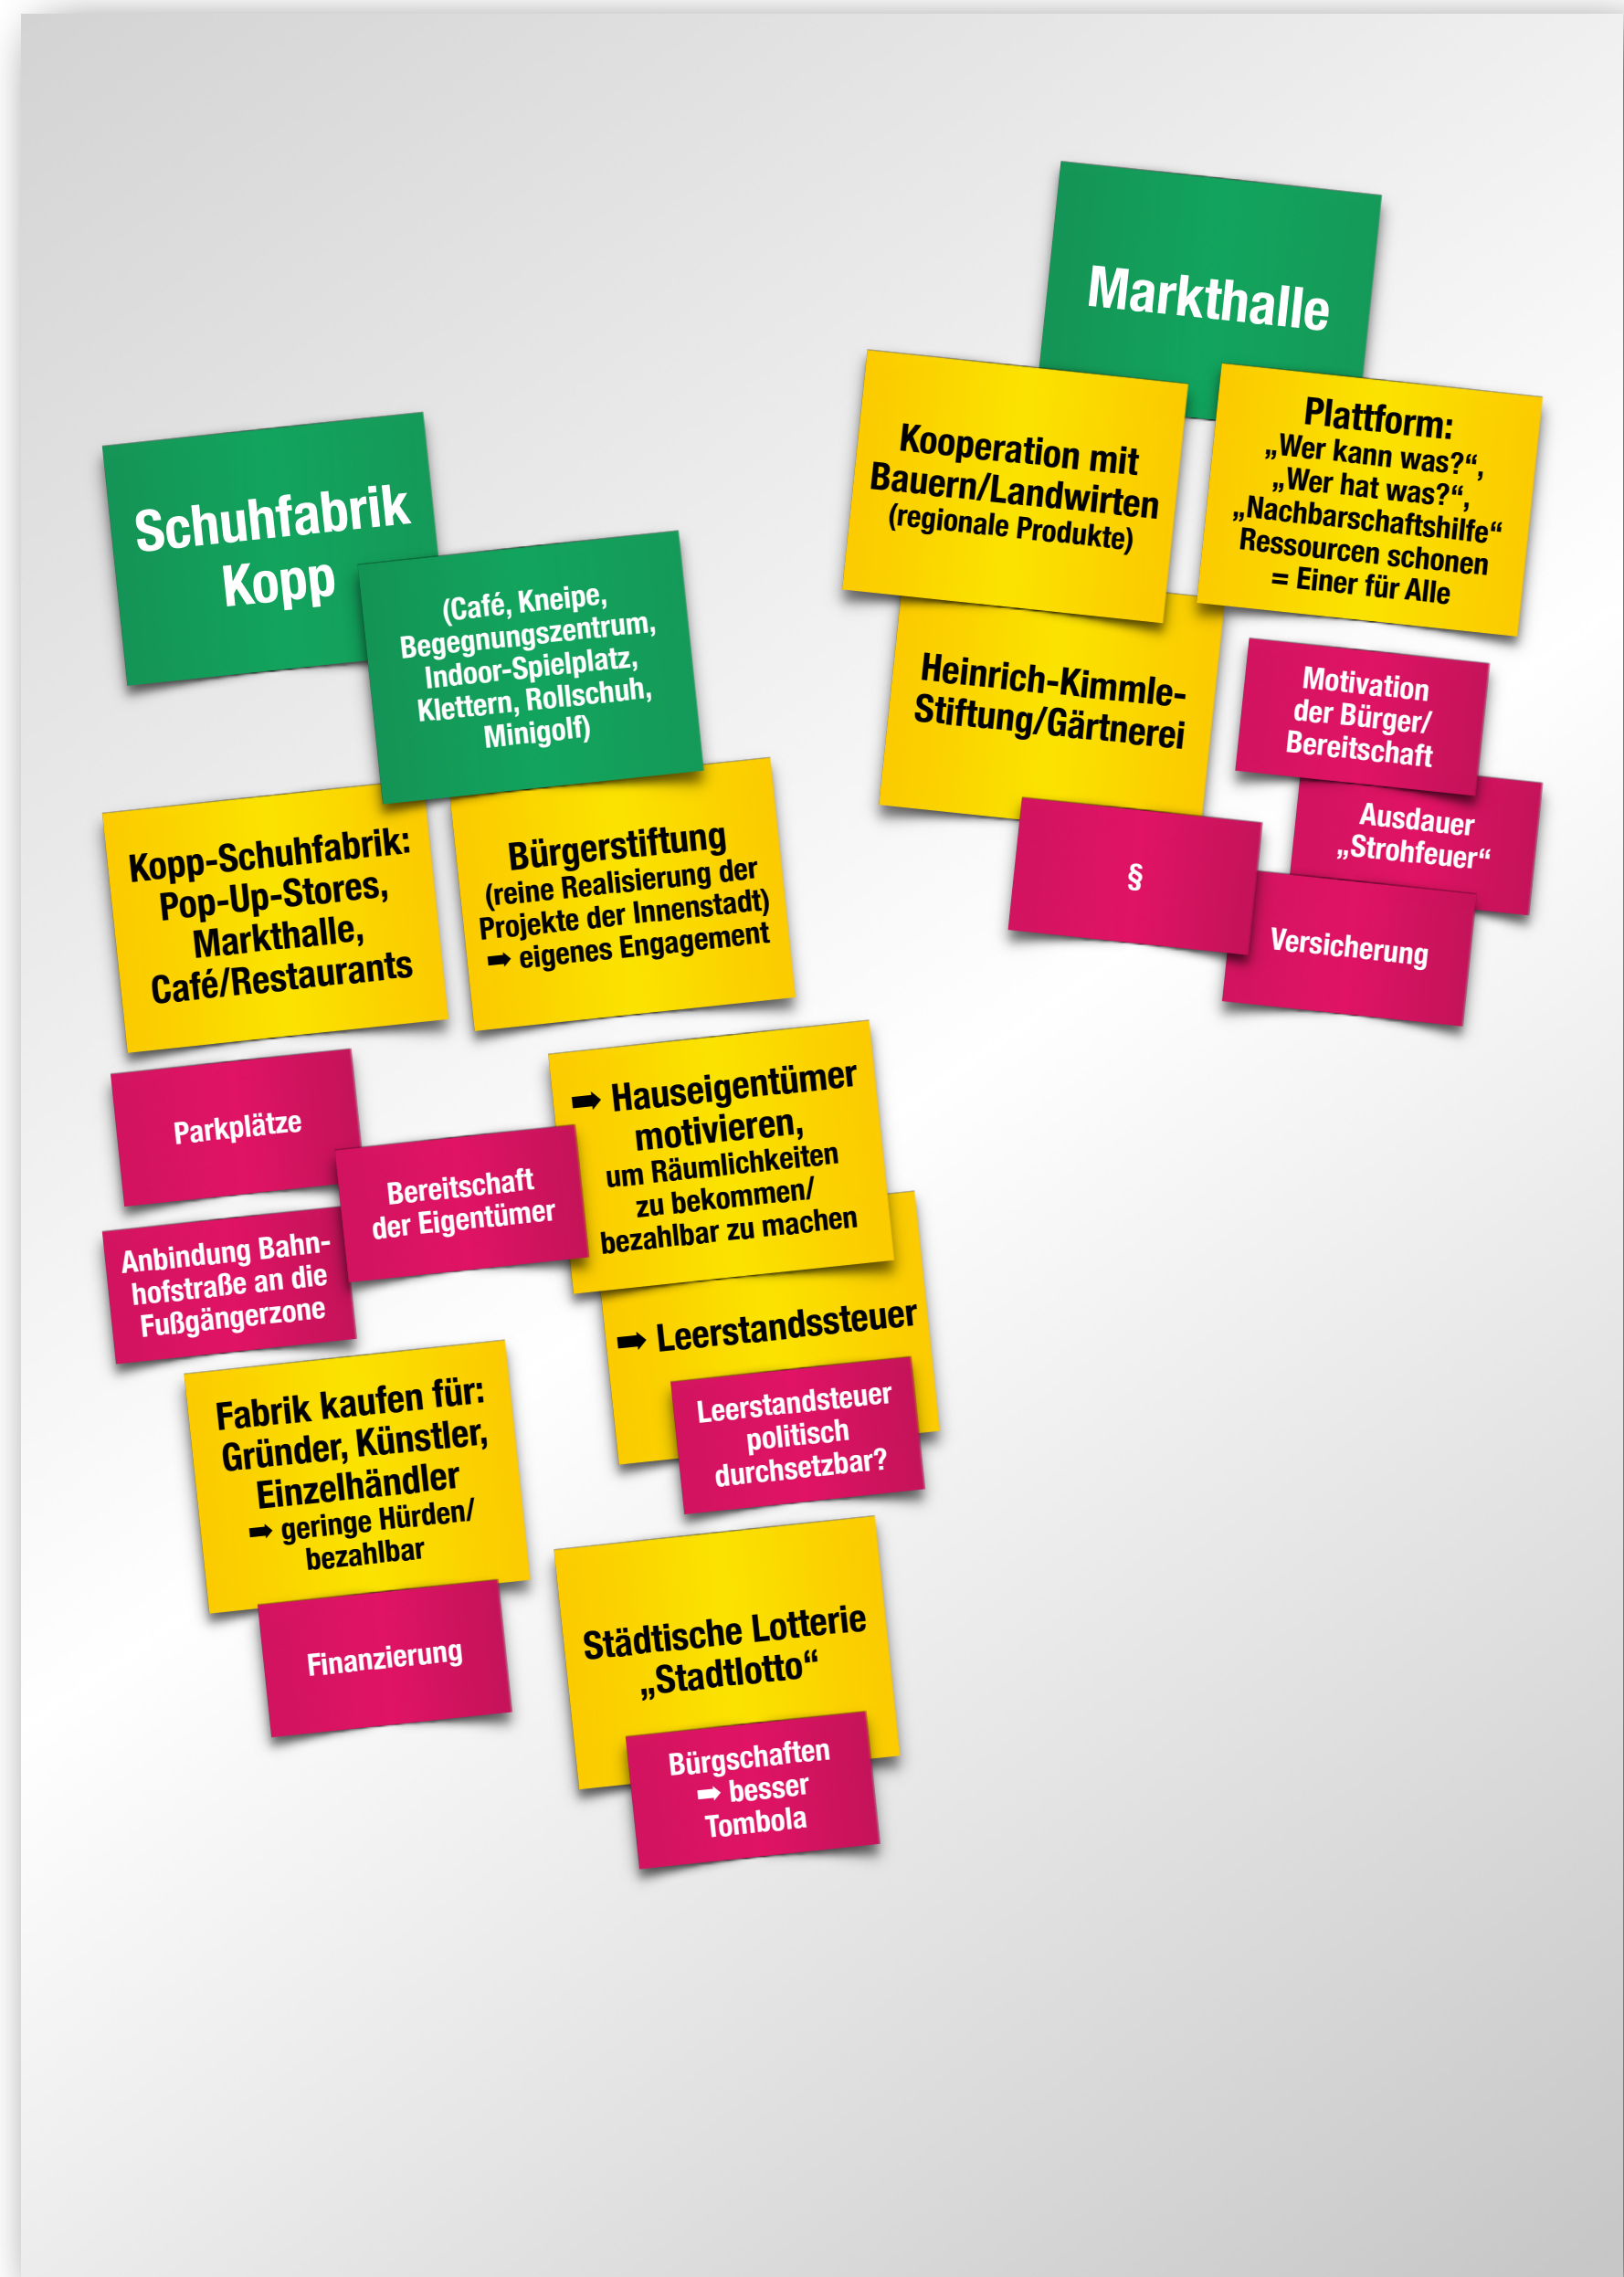 Schuhfabrik
Kopp
(Café, Kneipe,
Begegnungszentrum,
Indoor-Spielplatz,
Klettern, Rollschuh,
Minigolf)
Kopp-Schuhfabrik:
Pop-Up-Stores,
Markthalle,
Café/Restaurants
Bürgerstiftung
(reine Realisierung der
Projekte der Innenstadt)
➡ eigenes Engagement
Parkplätze
Bereitschaft
der Eigentümer
➡ Hauseigentümer
motivieren,
um Räumlichkeiten
zu bekommen/
bezahlbar zu machen
Anbindung Bahn-
hofstraße an die
Fußgängerzone
➡ Leerstandssteuer
Leerstandsteuer
politisch
durchsetzbar?
Fabrik kaufen für:
Gründer, Künstler,
Einzelhändler
➡ geringe Hürden/
bezahlbar
Finanzierung
Städtische Lotterie
„Stadtlotto“
Bürgschaften
➡ besser
Tombola
Markthalle
Kooperation mit
Bauern/Landwirten
(regionale Produkte)
Plattform:
„Wer kann was?“,
„Wer hat was?“,
„Nachbarschaftshilfe“
Ressourcen schonen
= Einer für Alle
Heinrich-Kimmle-
Stiftung/Gärtnerei
Motivation
der Bürger/
Bereitschaft
Ausdauer
„Strohfeuer“
§
Versicherung